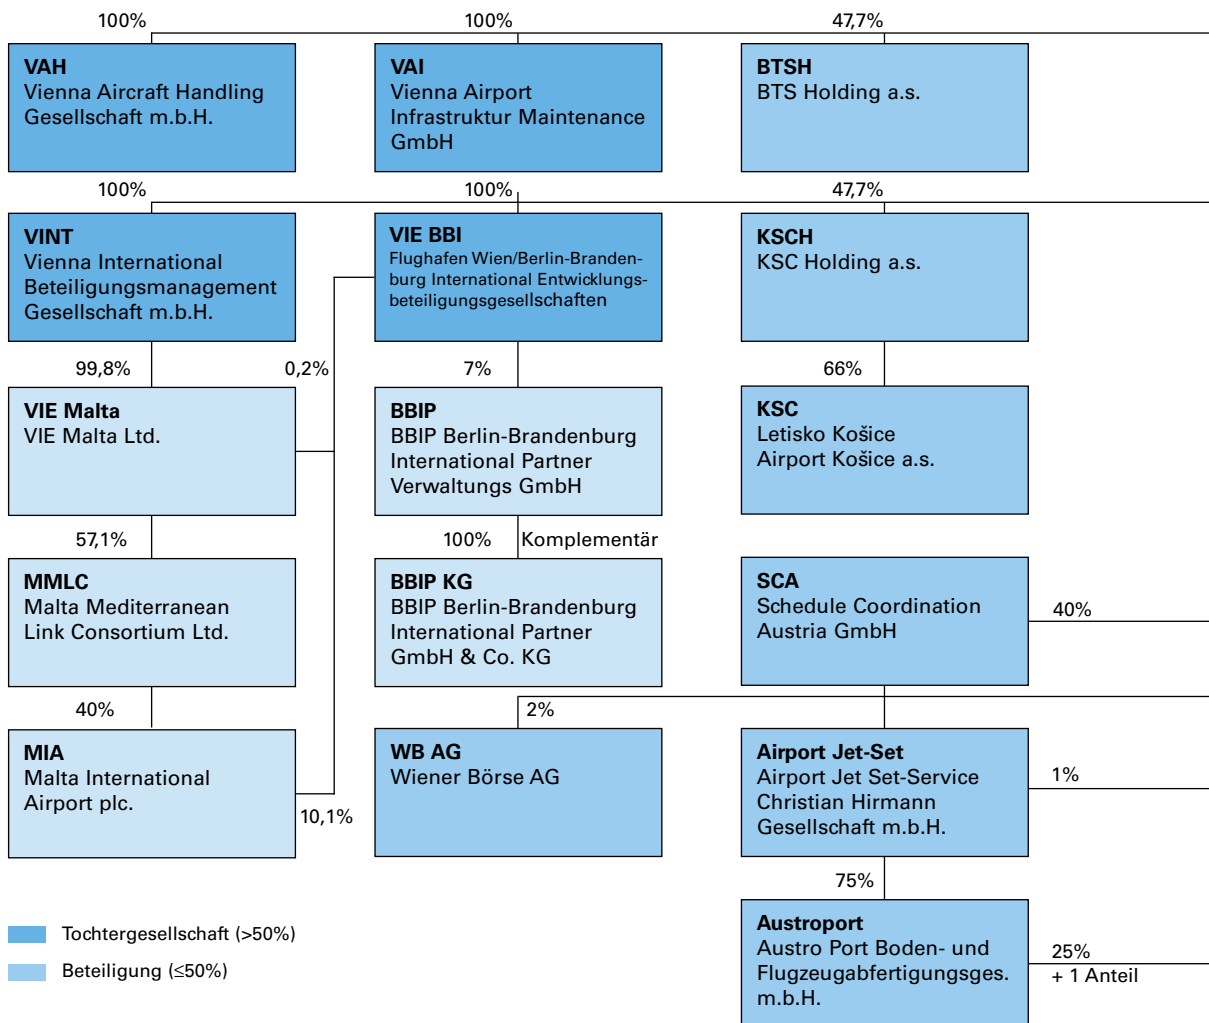 100%
100%
47,7%
VAH
Vienna Aircraft Handling
Gesellschaft m.b.H.
VAI
Vienna Airport
Infrastruktur Maintenance
GmbH
BTSH
BTS Holding a.s.
100%
100%
47,7%
VINT
Vienna International
Beteiligungsmanagement
Gesellschaft m.b.H.
VIE BBI
Flughafen Wien/Berlin-Branden-
burg International Entwicklungs-
beteiligungsgesellschaften
KSCH
KSC Holding a.s.
99,8%
0,2%
7%
66%
VIE Malta
VIE Malta Ltd.
BBIP
BBIP Berlin-Brandenburg
International Partner
Verwaltungs GmbH
KSC
Letisko Košice
Airport Košice a.s.
57,1%
100% Komplementär
MMLC
Malta Mediterranean
Link Consortium Ltd.
BBIP KG
BBIP Berlin-Brandenburg
International Partner
GmbH & Co. KG
SCA
Schedule Coordination
Austria GmbH
40%
40%
2%
MIA
Malta International
Airport plc.
10,1%
WB AG
Wiener Börse AG
Airport Jet-Set
Airport Jet Set-Service
Christian Hirmann
Gesellschaft m.b.H.
1%
75%
Austroport
Austro Port Boden- und
Flugzeugabfertigungsges.
m.b.H.
25%
+ 1 Anteil
Tochtergesellschaft (>50%)
Beteiligung (≤50%)